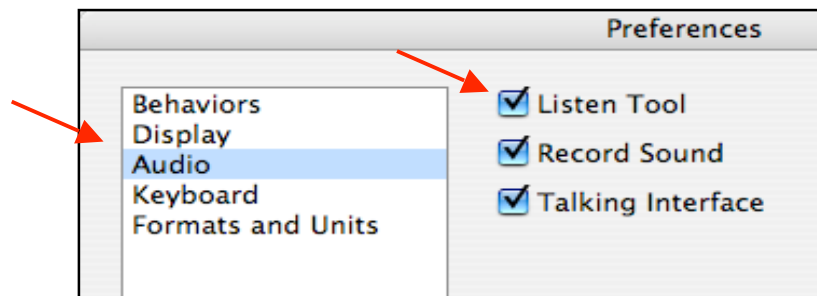 Preferences
Behaviors
Display
Audio
Keyboard
Formats and Units
Listen Tool
Record Sound
Talking Interface